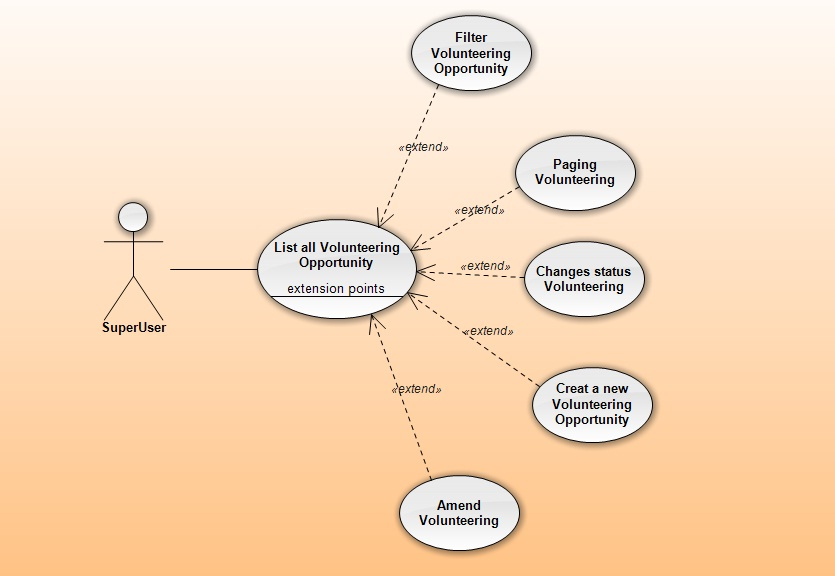 Filter
Volunteering
Opportunity
«extend»
Paging
Volunteering
«extend»
List all Volunteering
Opportunity
extension points
«extend»
Changes status
Volunteering
SuperUser
«extend»
Creat a new
Volunteering
Opportunity
«extend»
Amend
Volunteering